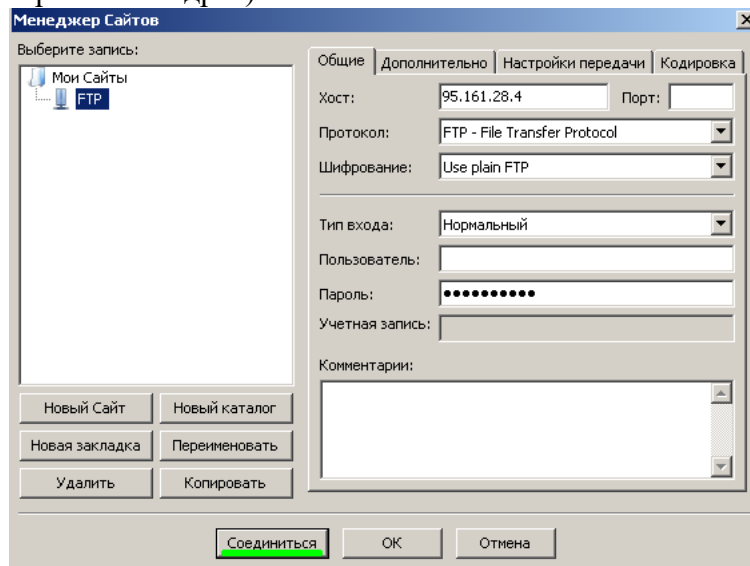 Менеджер Сайтов
Выберите запись:
Мои Сайты
FTP
Новый Сайт
Новый каталог
Новая закладка
Переименовать
Удалить
Копировать
Общие
Дополнительно
Настройки передачи
Кодировка
Хост:
95.161.28.4
Порт:
Протокол:
FTP - File Transfer Protocol
Шифрование:
Use plain FTP
Тип входа:
Нормальный
Пользователь:
Пароль:
Учетная запись:
Комментарии:
Соединиться
OK
Отмена